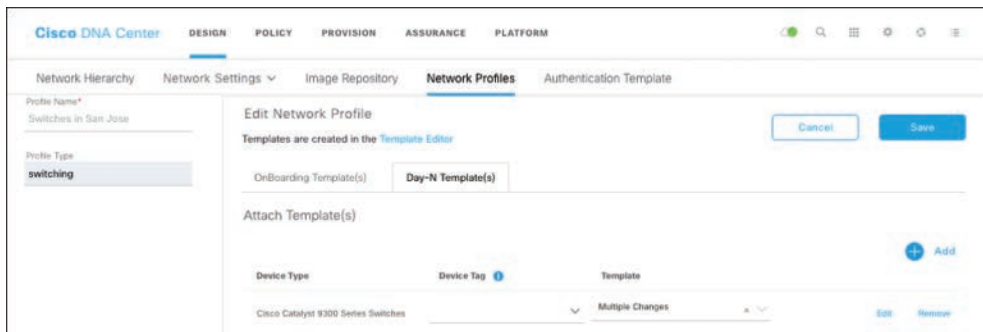 Cisco DNA Center DESIGN POLICY PROVISION ASSURANCE PLATFORM
Network Hierarchy Network Settings Image Repository Network Profiles Authentication Template
Profile Name*
Switches in San Jose
Profile Type
switching
Edit Network Profile
Templates are created in the Template Editor
Cancel Save
OnBoarding Template(s) Day-N Template(s)
Attach Template(s)
Add
Device Type Device Tag Template
Cisco Catalyst 9300 Series Switches Multiple Changes Edit Remove